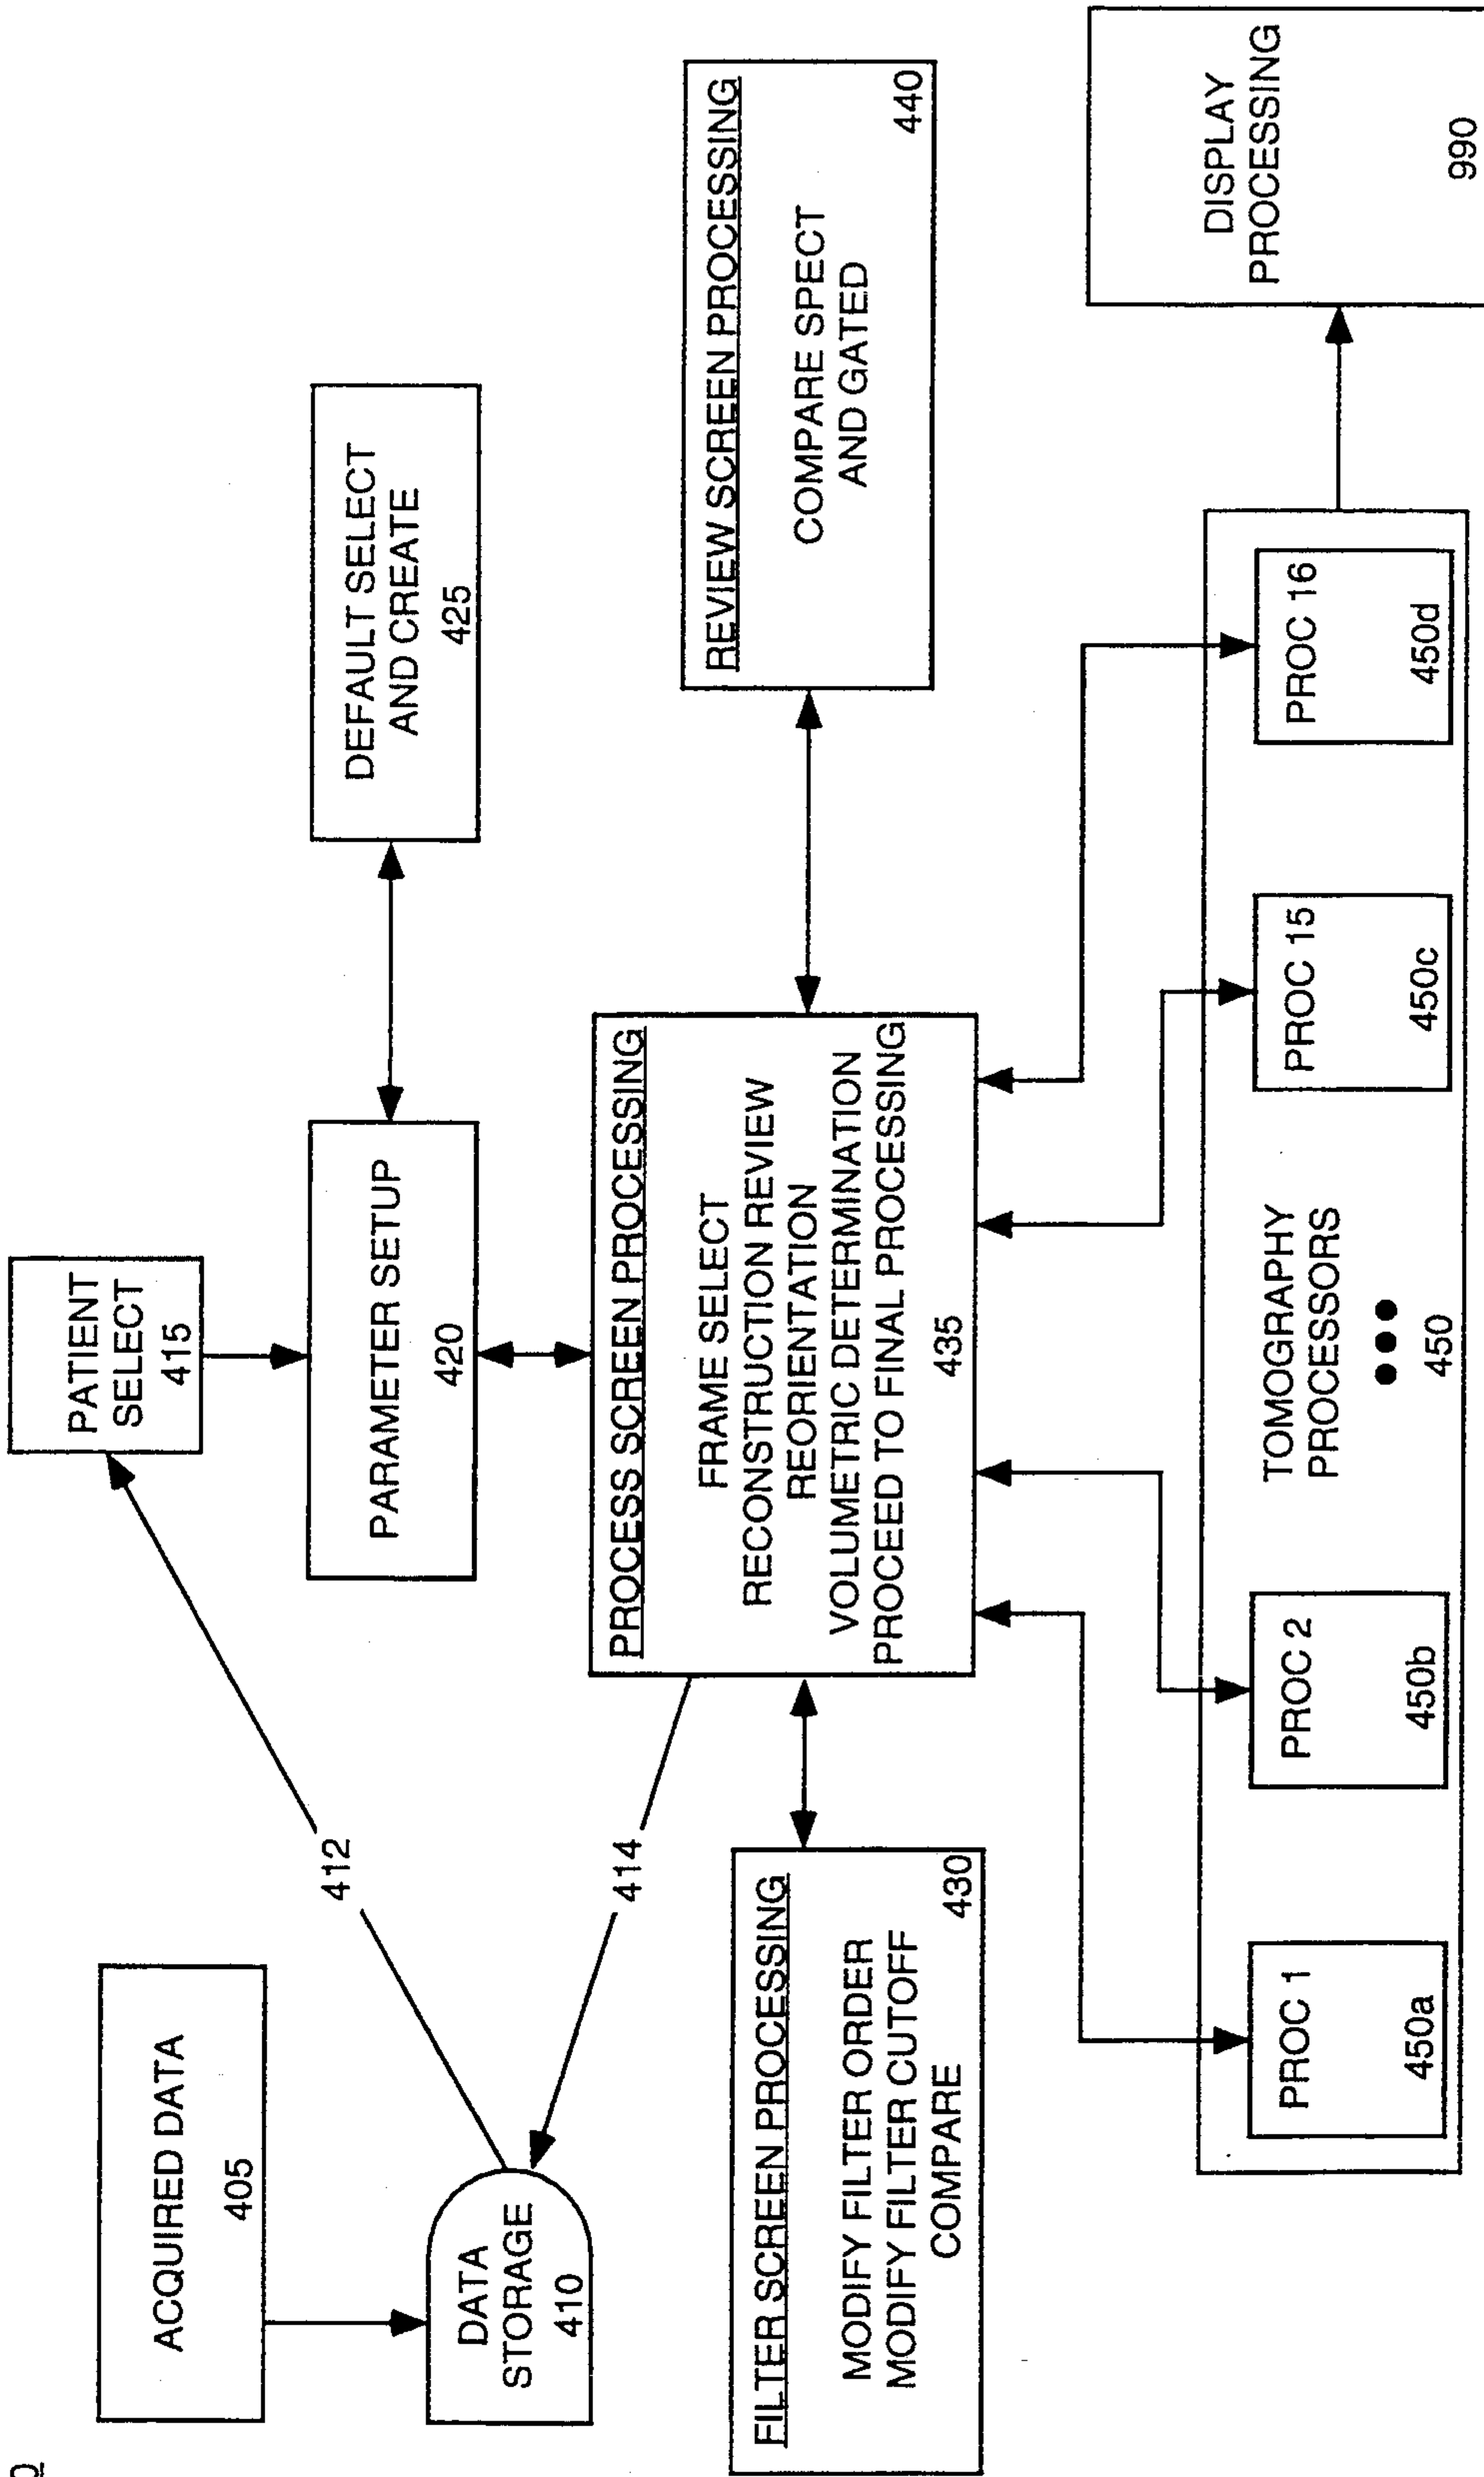 ACQUIRED DATA
405
DATA
STORAGE
410
412
414
PATIENT
SELECT
415
PARAMETER SETUP
420
DEFAULT SELECT
AND CREATE
425
FILTER SCREEN PROCESSING
MODIFY FILTER ORDER
MODIFY FILTER CUTOFF
COMPARE
430
PROCESS SCREEN PROCESSING
FRAME SELECT
RECONSTRUCTION REVIEW
REORIENTATION
VOLUMETRIC DETERMINATION
PROCEED TO FINAL PROCESSING
435
REVIEW SCREEN PROCESSING
COMPARE SPECT
AND GATED
440
PROC 1
450a
PROC 2
450b
TOMOGRAPHY
PROCESSORS
●●●
450
PROC 15
450c
PROC 16
450d
DISPLAY
PROCESSING
990